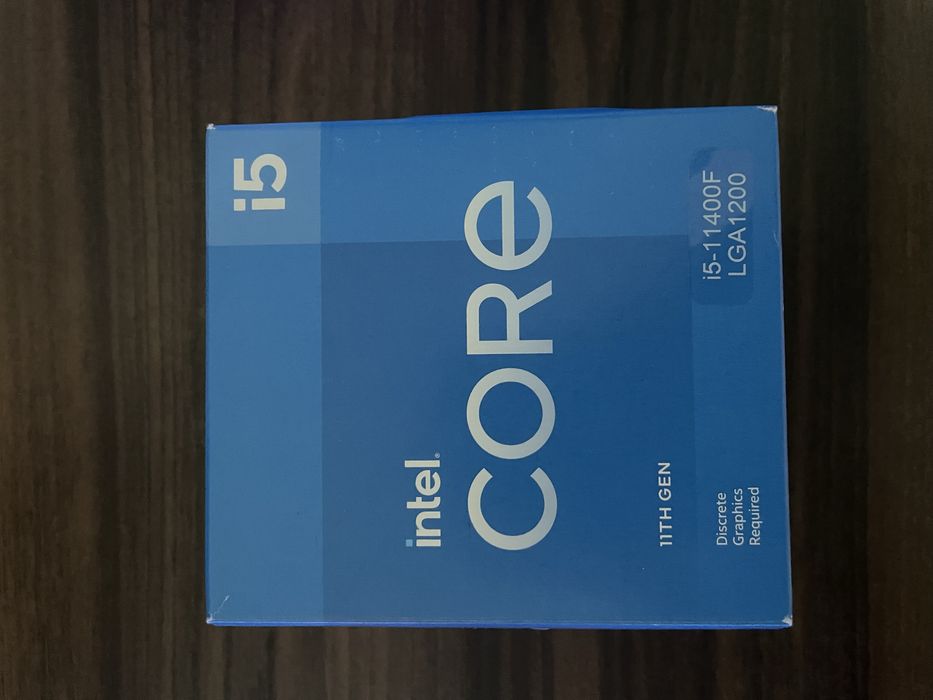 i5
intel®
CORe
11TH GEN
i5-11400F
LGA1200
Discrete
Graphics
Required